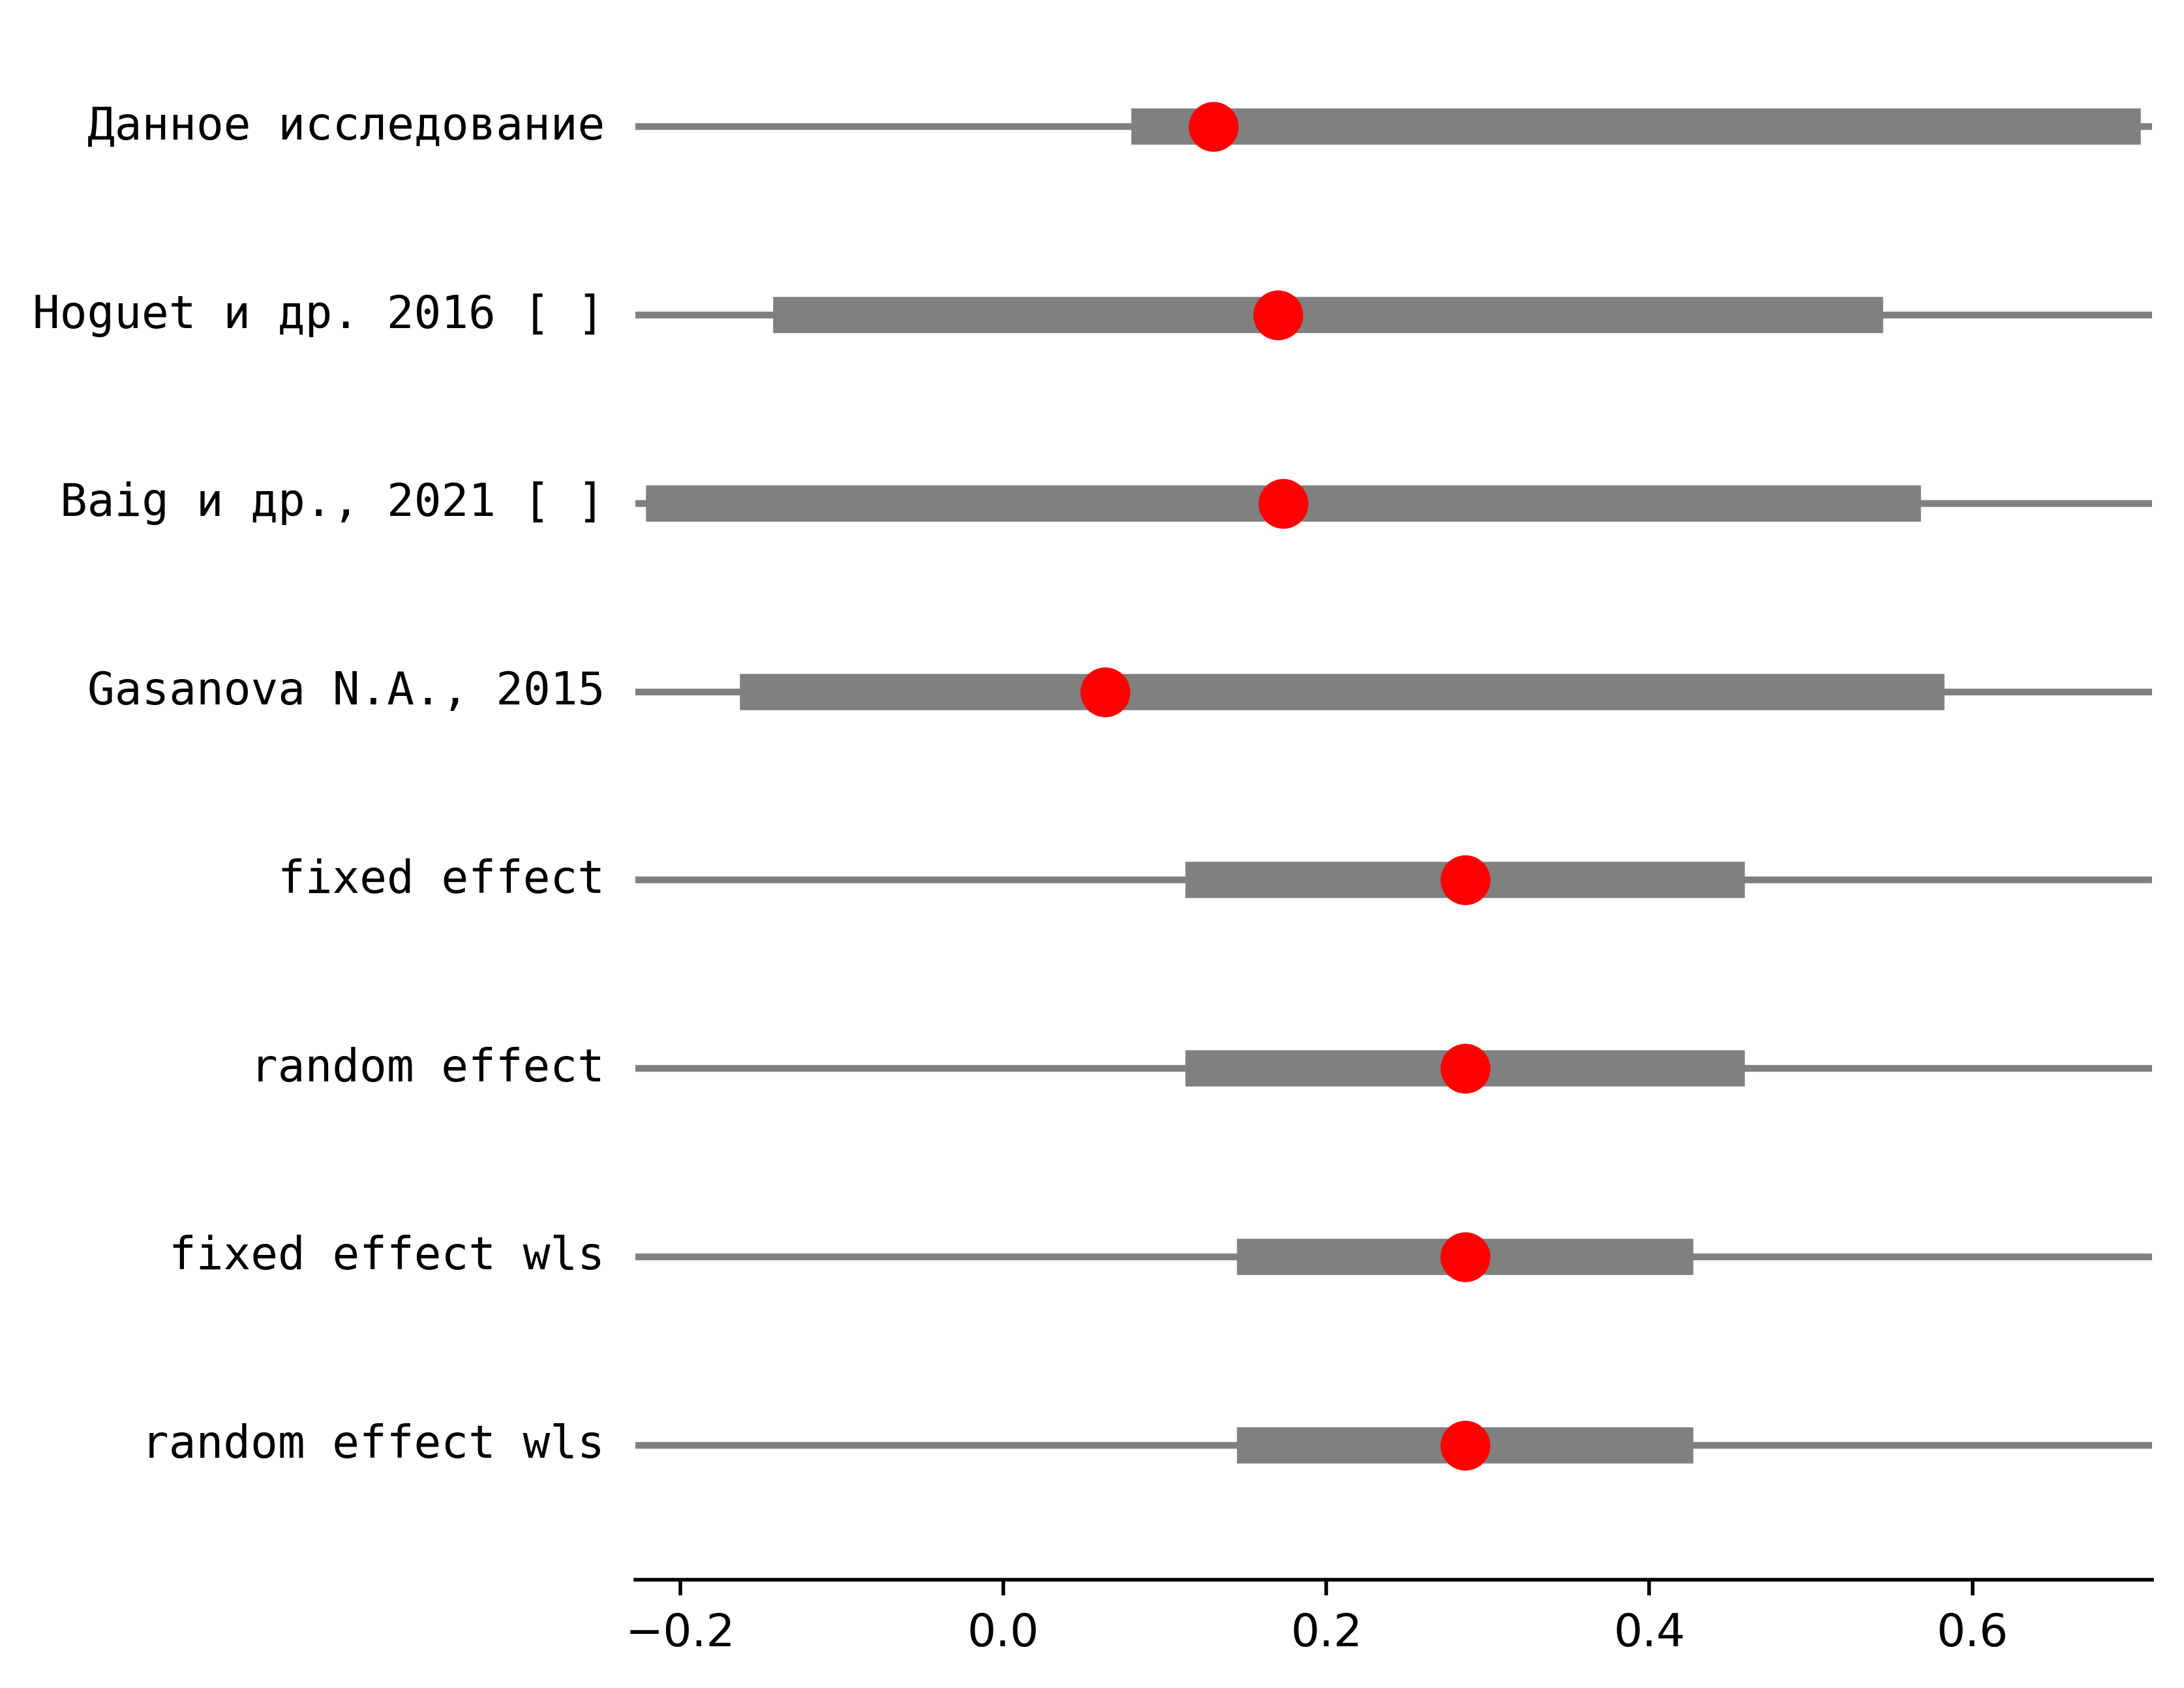 Данное исследование
Hoguet и др. 2016 [ ]
Baig и др., 2021 [ ]
Gasanova N.A., 2015
fixed effect
random effect
fixed effect wls
random effect wls
−0.2 0.0 0.2 0.4 0.6